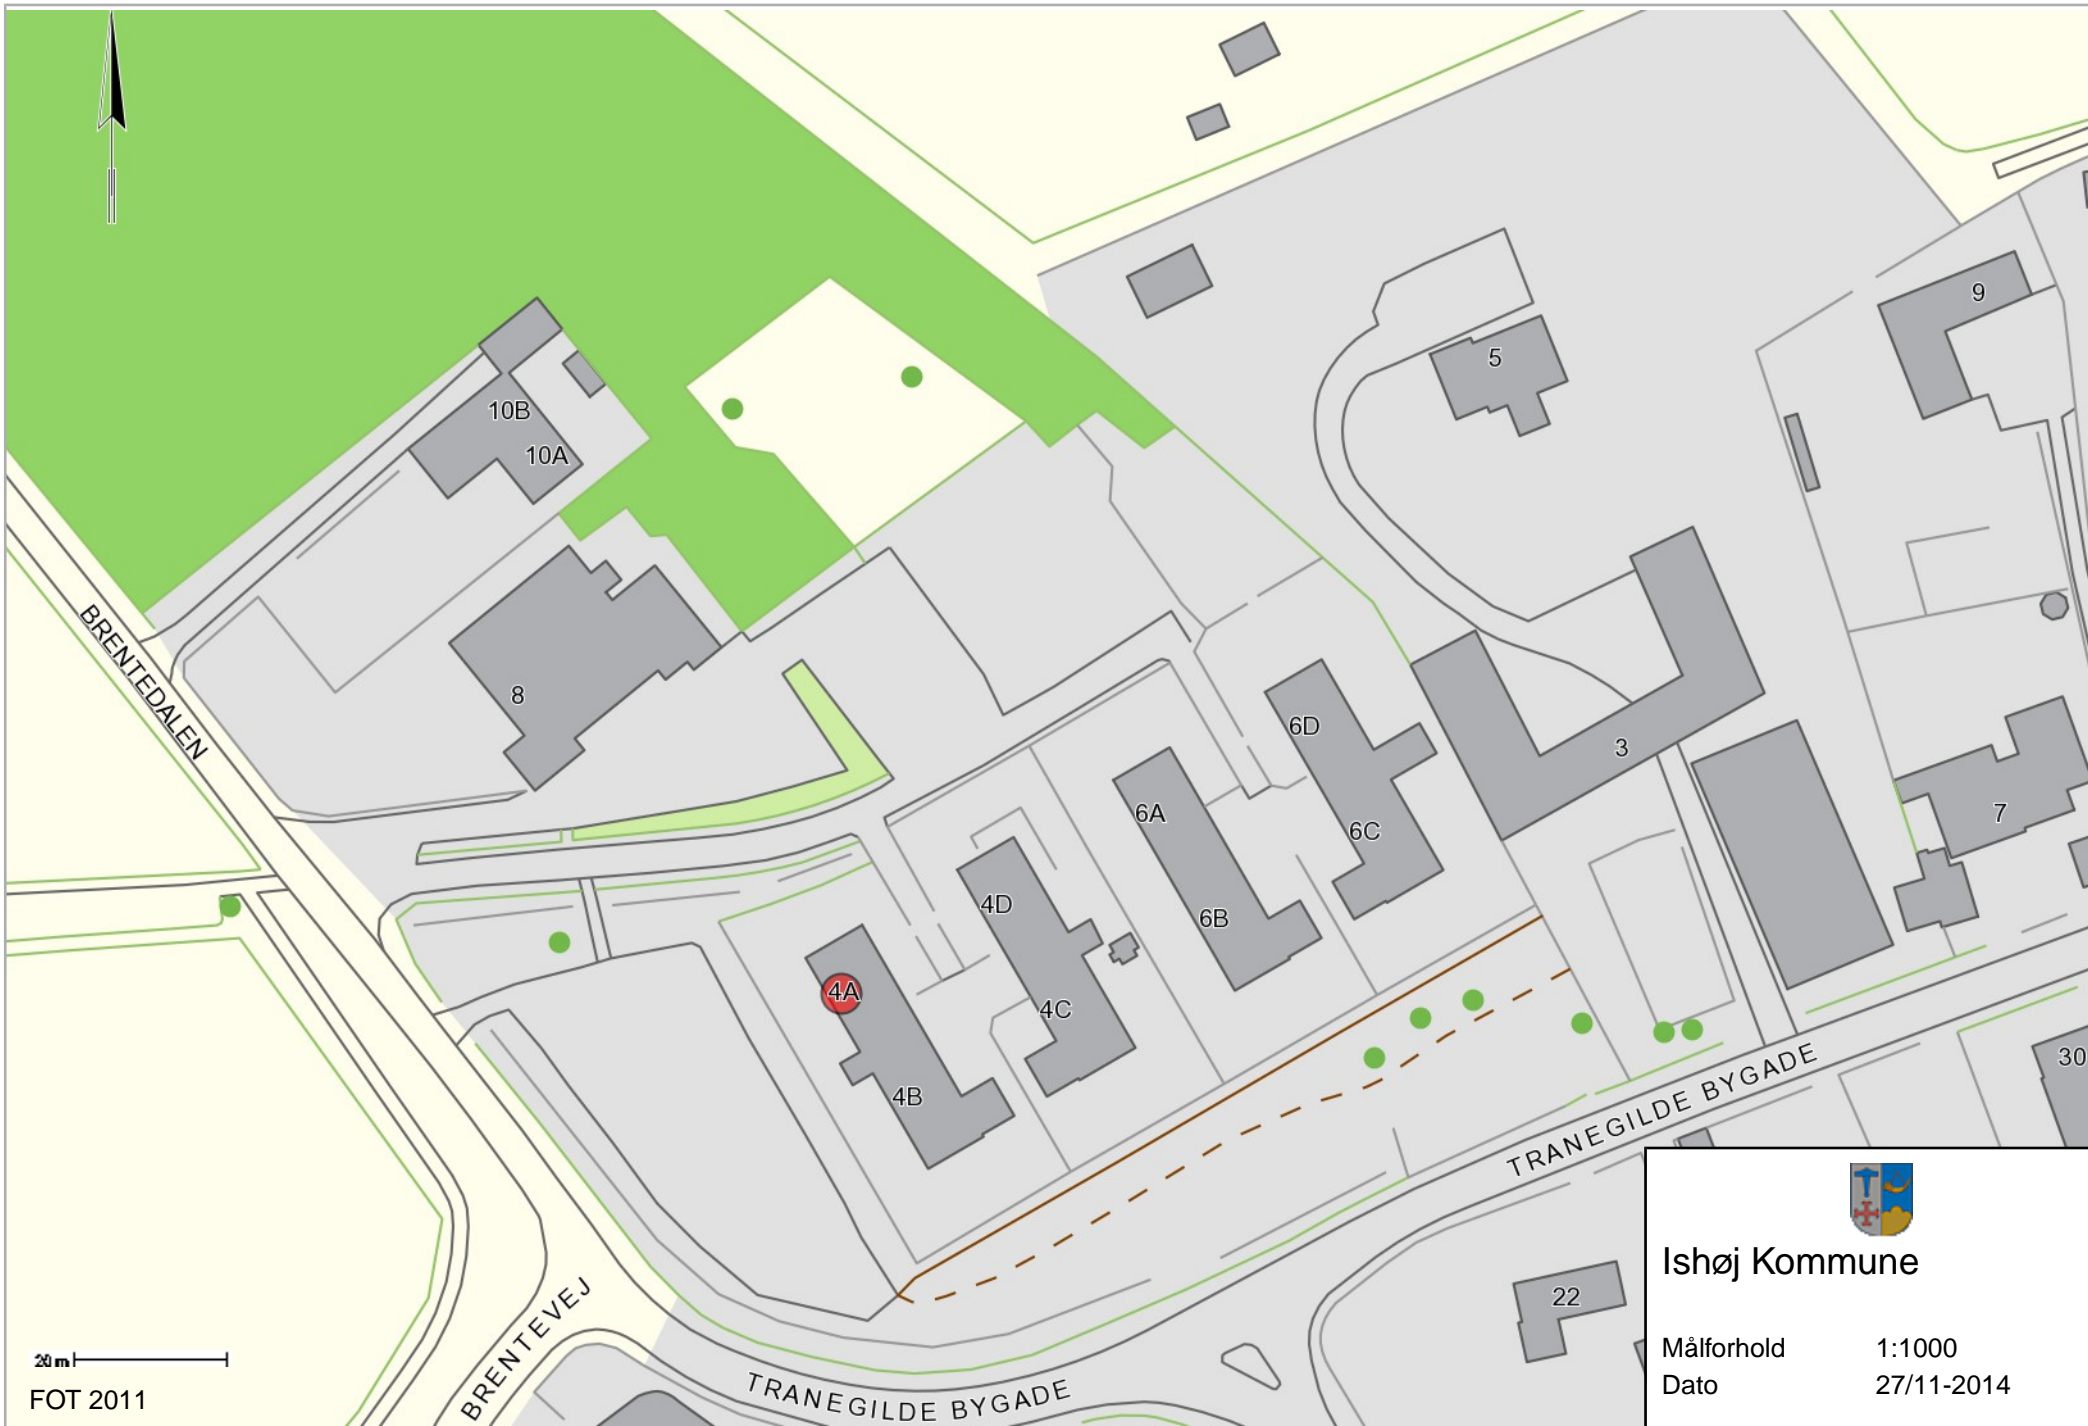 9
5
10B
10A
BRENTEDALEN
8
6D
3
6A
6C
7
4D
6B
4A
4C
4B
30
TRANEGILDE BYGADE
22
BRENTEVEJ
TRANEGILDE BYGADE
20 m
FOT 2011
Ishøj Kommune
Målforhold 1:1000
Dato 27/11-2014